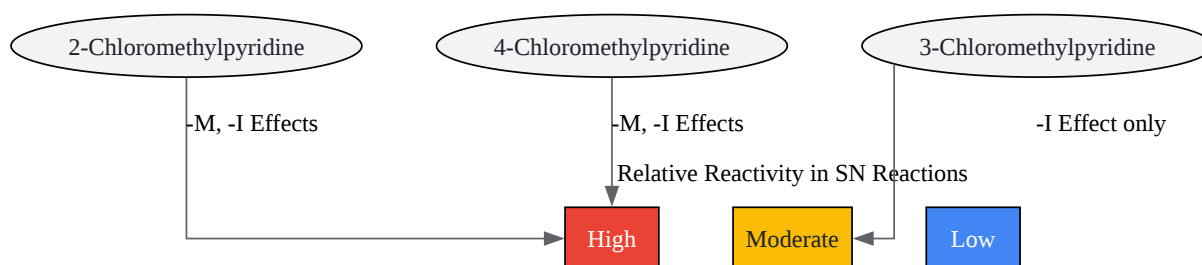 2-Chloromethylpyridine
4-Chloromethylpyridine
3-Chloromethylpyridine
-M, -I Effects
-M, -I Effects
-I Effect only
Relative Reactivity in SN Reactions
High
Moderate
Low